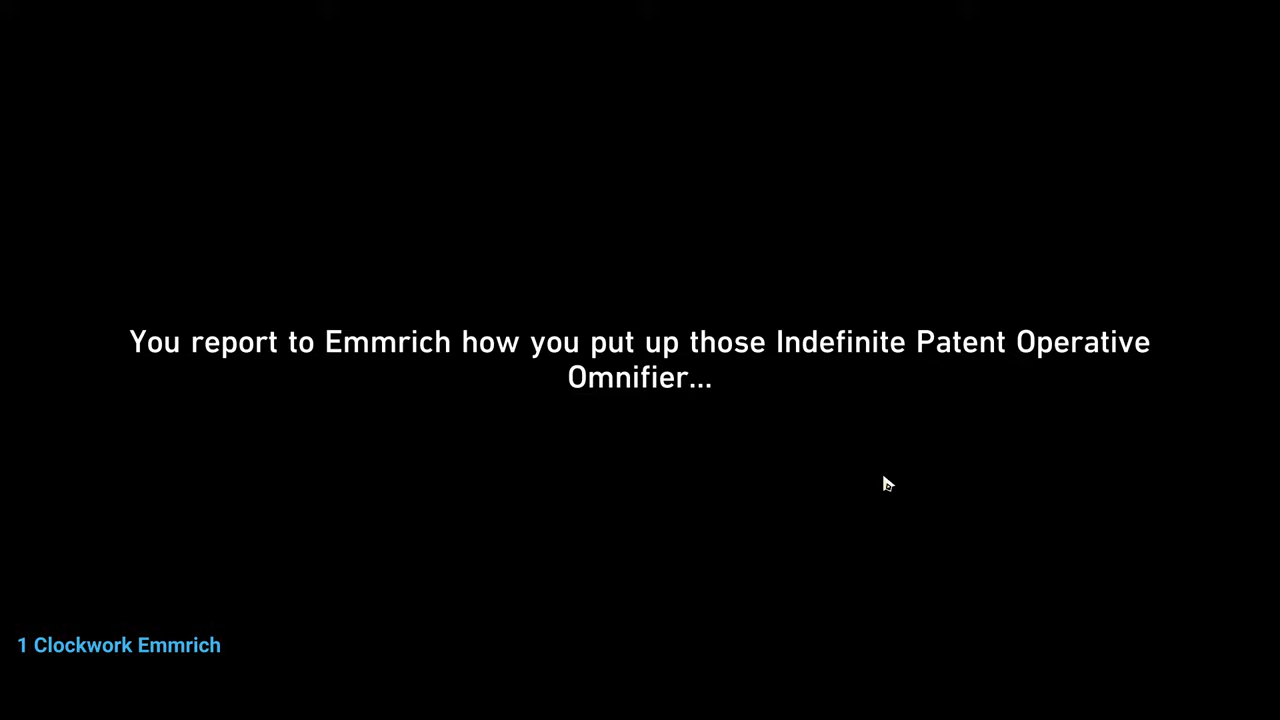 You report to Emmrich how you put up those Indefinite Patent Operative
Omnifier...
1 Clockwork Emmrich